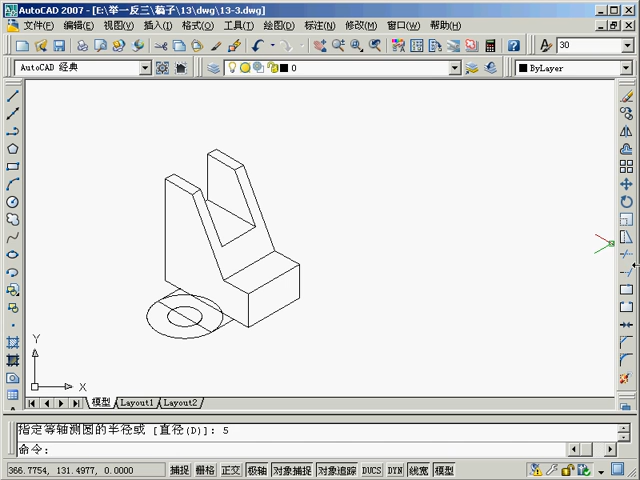 AutoCAD 2007 - [E:\举一反三\稿子\13\dwg\13-3.dwg]
文件(F) 编辑(E) 视图(V) 插入(I) 格式(O) 工具(T) 绘图(D) 标注(N) 修改(M) 窗口(W) 帮助(H)
30
AutoCAD 经典 0 ByLayer
Y
X
模型 Layout1 Layout2
指定等轴测圆的半径或 [直径(D)]: 5
命令:
366.7754, 131.4977, 0.0000 捕捉 栅格 正交 极轴 对象捕捉 对象追踪 DUCS DYN 线宽 模型